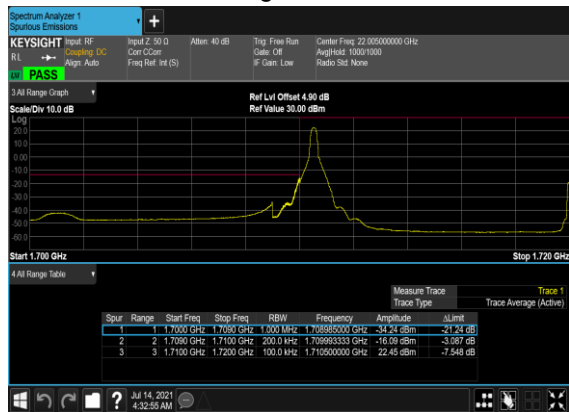 Spectrum Analyzer 1
Spurious Emissions
KEYSIGHT Input: RF Input Z: 50 Ω Atten: 40 dB Trig: Free Run Center Freq: 22.005000000 GHz
RL Coupling: DC Corr CCorr Gate: Off Avg|Hold: 1000/1000
Align: Auto Freq Ref: Int (S) IF Gain: Low Radio Std: None
LW PASS
3 All Range Graph
Ref Lvl Offset 4.90 dB
Scale/Div 10.0 dB Ref Value 30.00 dBm
Log
20.0
10.0
0.00
-10.0
-20.0
-30.0
-40.0
-50.0
-60.0
Start 1.700 GHz Stop 1.720 GHz
4 All Range Table
Measure Trace Trace 1
Trace Type Trace Average (Active)
Spur Range Start Freq Stop Freq RBW Frequency Amplitude ΔLimit
1 1 1.7000 GHz 1.7090 GHz 1.000 MHz 1.708985000 GHz -34.24 dBm -21.24 dB
2 2 1.7090 GHz 1.7100 GHz 200.0 kHz 1.709993333 GHz -16.09 dBm -3.087 dB
3 3 1.7100 GHz 1.7200 GHz 100.0 kHz 1.710500000 GHz 22.45 dBm -7.548 dB
? Jul 14, 2021
4:32:55 AM